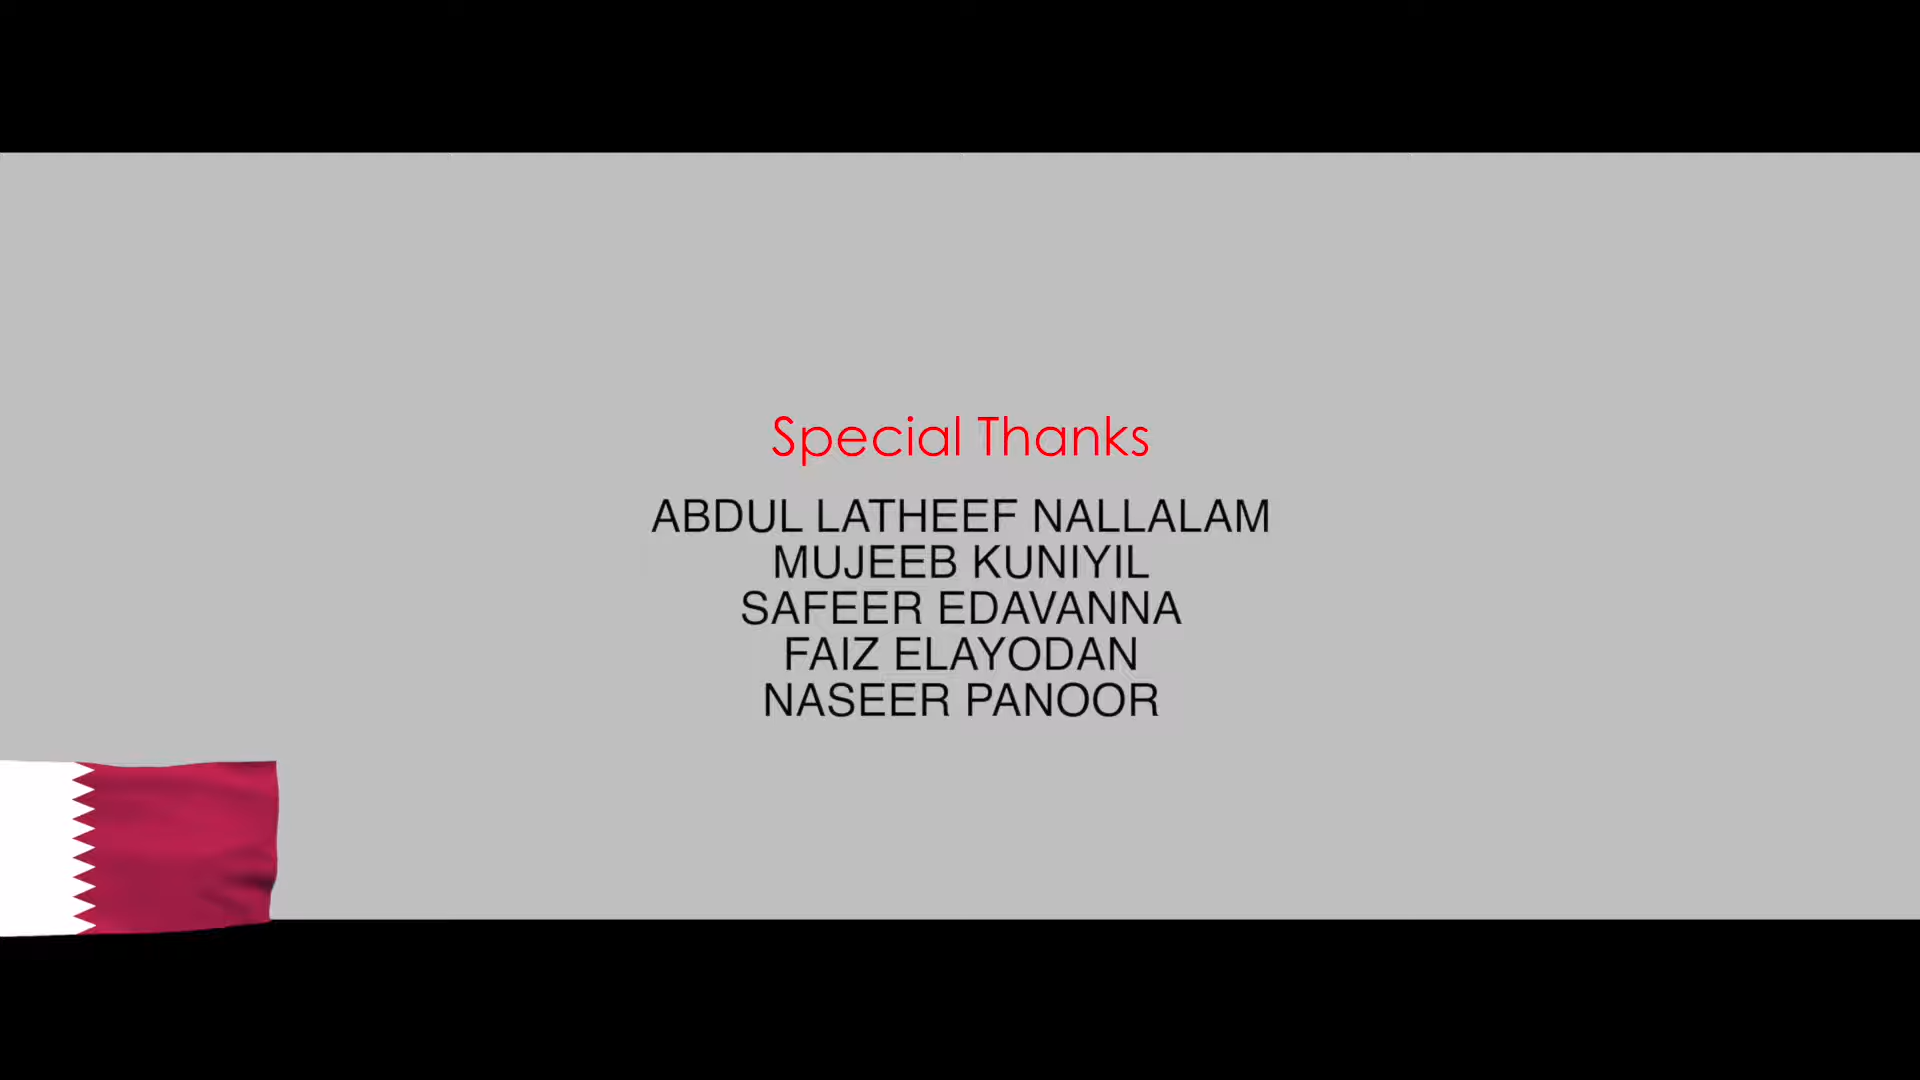 Special Thanks
ABDUL LATHEEF NALLALAM
MUJEEB KUNIYIL
SAFEER EDAVANNA
FAIZ ELAYODAN
NASEER PANOOR